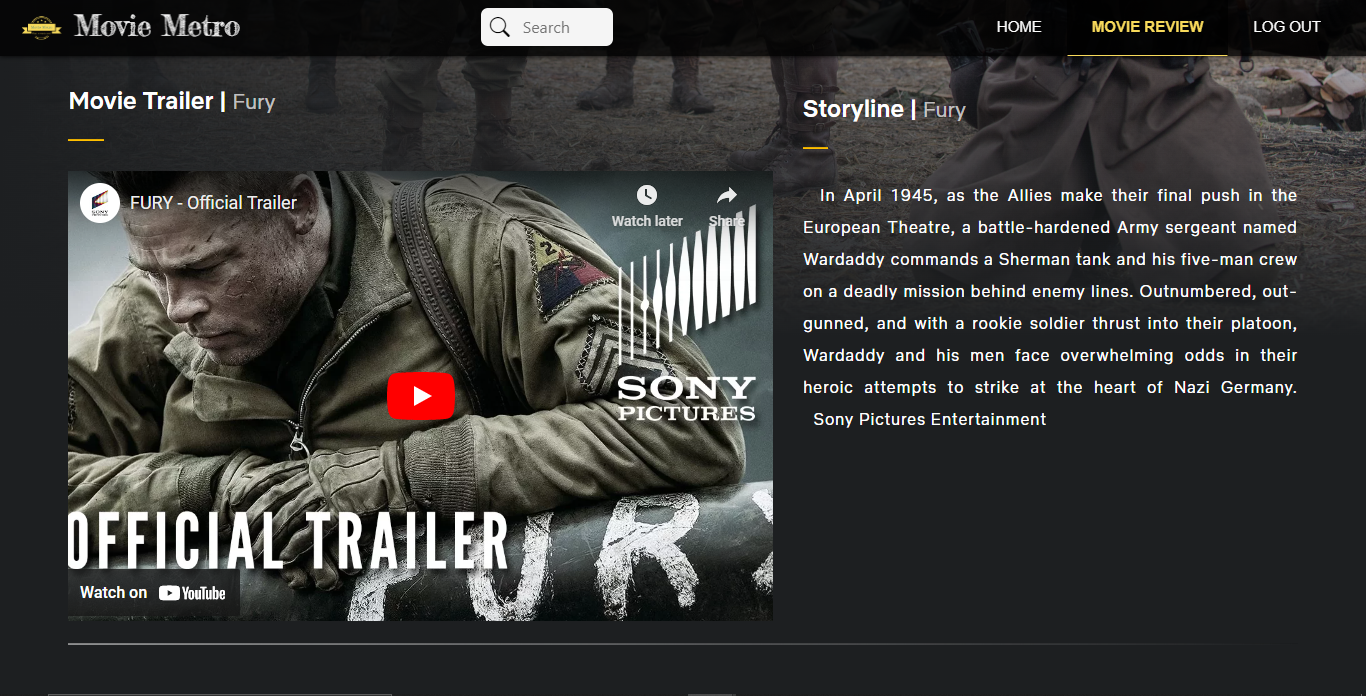 Movie Metro
Search
HOME
MOVIE REVIEW
LOG OUT
Movie Trailer | Fury
FURY - Official Trailer
Watch later
Share
SONY
PICTURES
OFFICIAL TRAILER
FURY
Watch on YouTube
Storyline | Fury
In April 1945, as the Allies make their final push in the
European Theatre, a battle-hardened Army sergeant named
Wardaddy commands a Sherman tank and his five-man crew
on a deadly mission behind enemy lines. Outnumbered, out-
gunned, and with a rookie soldier thrust into their platoon,
Wardaddy and his men face overwhelming odds in their
heroic attempts to strike at the heart of Nazi Germany.
Sony Pictures Entertainment